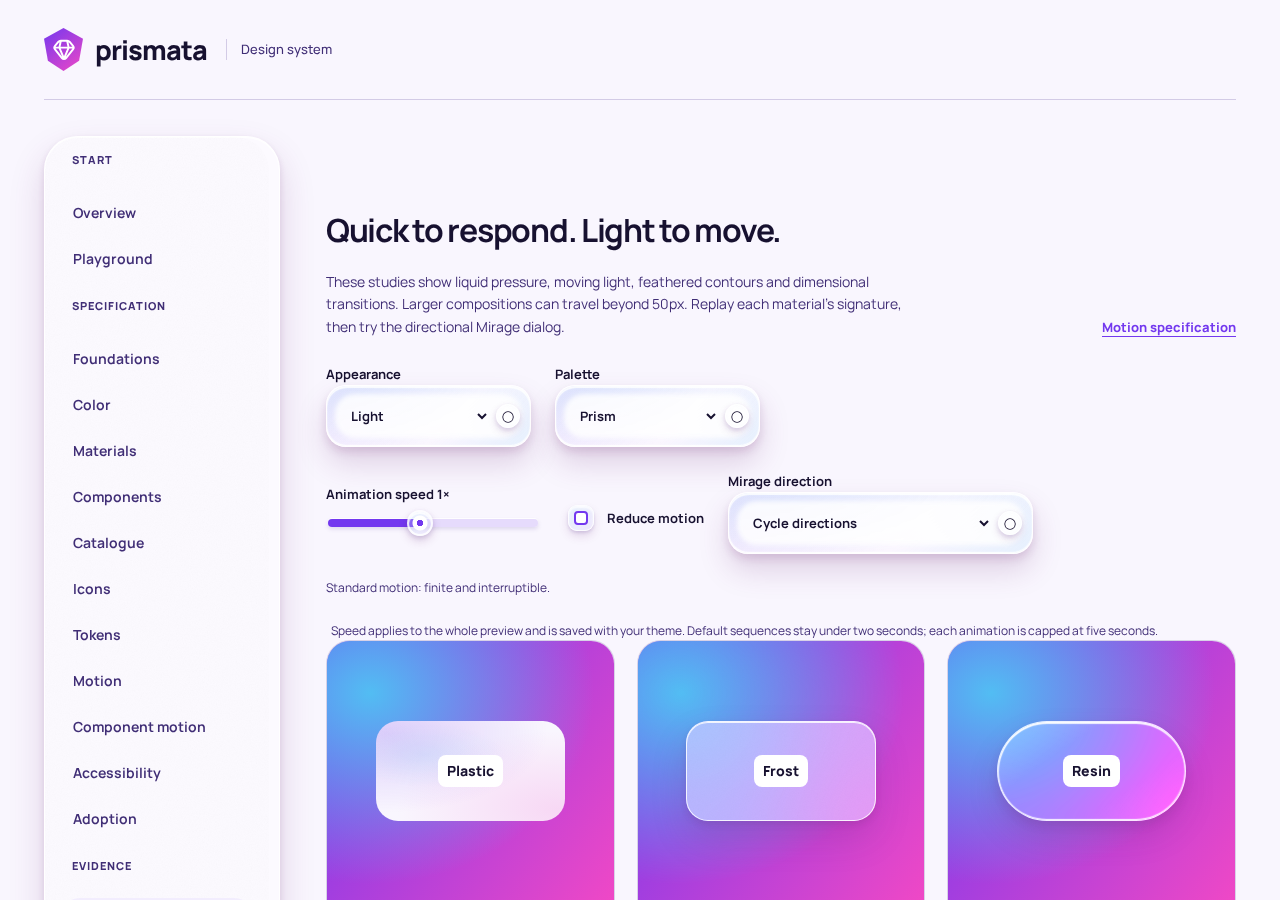 prismata
Design system
START
Overview
Playground
SPECIFICATION
Foundations
Color
Materials
Components
Catalogue
Icons
Tokens
Motion
Component motion
Accessibility
Adoption
EVIDENCE
Quick to respond. Light to move.
These studies show liquid pressure, moving light, feathered contours and dimensional
transitions. Larger compositions can travel beyond 50px. Replay each material's signature,
then try the directional Mirage dialog.
Motion specification
Appearance
Light
Palette
Prism
Animation speed 1×
Reduce motion
Mirage direction
Cycle directions
Standard motion: finite and interruptible.
Speed applies to the whole preview and is saved with your theme. Default sequences stay under two seconds; each animation is capped at five seconds.
Plastic
Frost
Resin